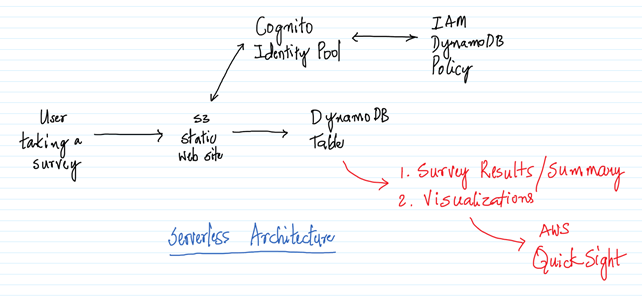 Cognito
Identity Pool
IAM
DynamoDB
Policy
User
taking a
survey
S3
static
Web site
DynamoDB
Table
1. Survey Results/Summary
2. Visualizations
AWS
QuickSight
Serverless Architecture